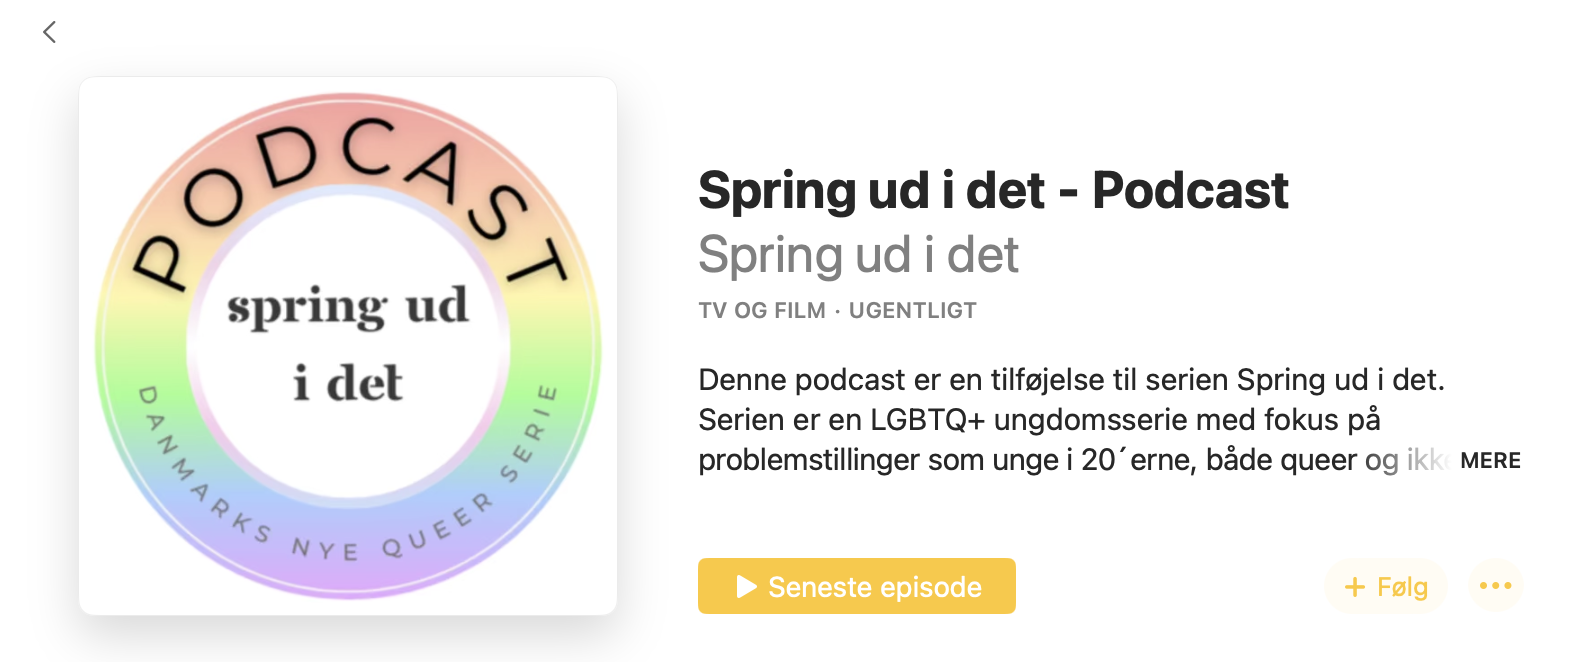 PODCAST
spring ud
i det
DANMARKS NYE QUEER SERIE
Spring ud i det - Podcast
Spring ud i det
TV OG FILM · UGENTLIGT
Denne podcast er en tilføjelse til serien Spring ud i det.
Serien er en LGBTQ+ ungdomsserie med fokus på
problemstillinger som unge i 20´erne, både queer og ikke MERE
Seneste episode
+ Følg